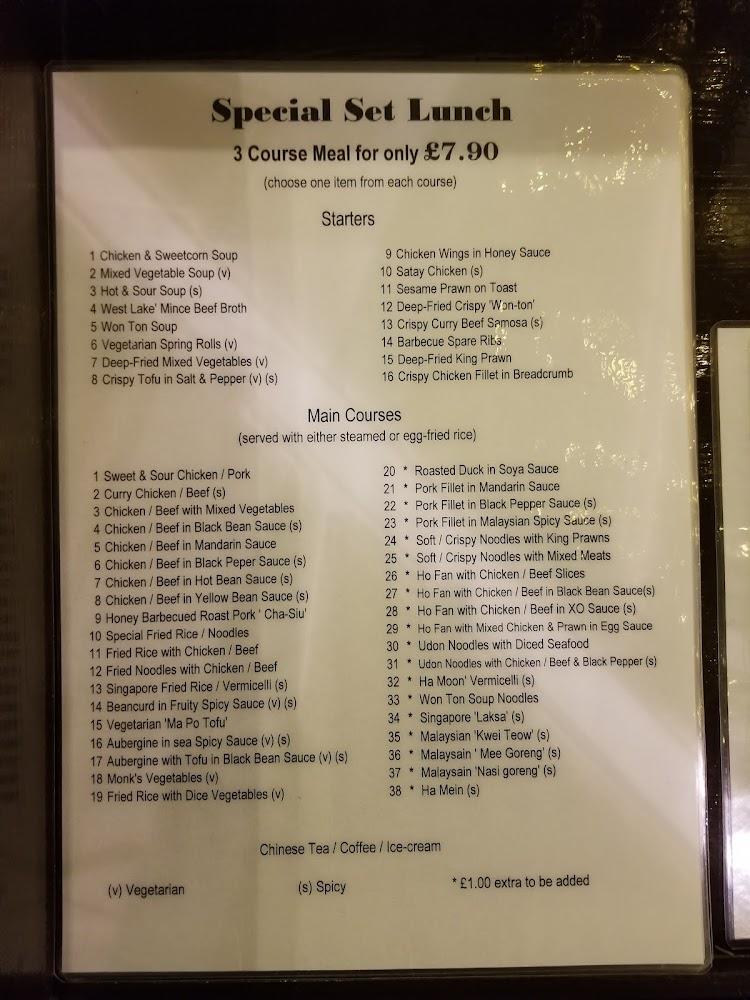 Special Set Lunch
3 Course Meal for only £7.90
(choose one item from each course)
Starters
1 Chicken & Sweetcorn Soup
2 Mixed Vegetable Soup (v)
3 Hot & Sour Soup (s)
4 West Lake' Mince Beef Broth
5 Won Ton Soup
6 Vegetarian Spring Rolls (v)
7 Deep-Fried Mixed Vegetables (v)
8 Crispy Tofu in Salt & Pepper (v) (s)
9 Chicken Wings in Honey Sauce
10 Satay Chicken (s)
11 Sesame Prawn on Toast
12 Deep-Fried Crispy 'Won-ton'
13 Crispy Curry Beef Samosa (s)
14 Barbecue Spare Ribs
15 Deep-Fried King Prawn
16 Crispy Chicken Fillet in Breadcrumb
Main Courses
(served with either steamed or egg-fried rice)
1 Sweet & Sour Chicken / Pork
2 Curry Chicken / Beef (s)
3 Chicken / Beef with Mixed Vegetables
4 Chicken / Beef in Black Bean Sauce (s)
5 Chicken / Beef in Mandarin Sauce
6 Chicken / Beef in Black Peper Sauce (s)
7 Chicken / Beef in Hot Bean Sauce (s)
8 Chicken / Beef in Yellow Bean Sauce (s)
9 Honey Barbecued Roast Pork ' Cha-Siu'
10 Special Fried Rice / Noodles
11 Fried Rice with Chicken / Beef
12 Fried Noodles with Chicken / Beef
13 Singapore Fried Rice / Vermicelli (s)
14 Beancurd in Fruity Spicy Sauce (v) (s)
15 Vegetarian 'Ma Po Tofu'
16 Aubergine in sea Spicy Sauce (v) (s)
17 Aubergine with Tofu in Black Bean Sauce (v) (s)
18 Monk's Vegetables (v)
19 Fried Rice with Dice Vegetables (v)
20 * Roasted Duck in Soya Sauce
21 * Pork Fillet in Mandarin Sauce
22 * Pork Fillet in Black Pepper Sauce (s)
23 * Pork Fillet in Malaysian Spicy Sauce (s)
24 * Soft / Crispy Noodles with King Prawns
25 * Soft / Crispy Noodles with Mixed Meats
26 * Ho Fan with Chicken / Beef Slices
27 * Ho Fan with Chicken / Beef in Black Bean Sauce(s)
28 * Ho Fan with Chicken / Beef in XO Sauce (s)
29 * Ho Fan with Mixed Chicken & Prawn in Egg Sauce
30 * Udon Noodles with Diced Seafood
31 * Udon Noodles with Chicken / Beef & Black Pepper (s)
32 * Ha Moon' Vermicelli (s)
33 * Won Ton Soup Noodles
34 * Singapore 'Laksa' (s)
35 * Malaysian 'Kwei Teow' (s)
36 * Malaysain ' Mee Goreng' (s)
37 * Malaysain 'Nasi goreng' (s)
38 * Ha Mein (s)
Chinese Tea / Coffee / Ice-cream
(v) Vegetarian
(s) Spicy
* £1.00 extra to be added